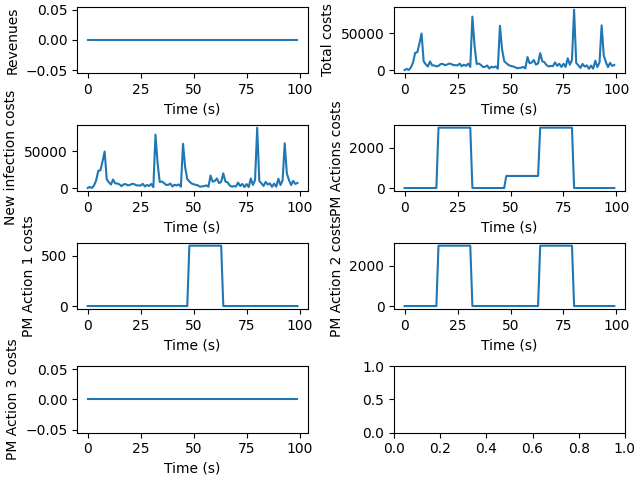 Revenues
0.05
0.00
−0.05
0 25 50 75 100
Time (s)
Total costs
50000
0
0 25 50 75 100
Time (s)
New infection costs
50000
0
0 25 50 75 100
Time (s)
PM Actions costs
2000
0
0 25 50 75 100
Time (s)
PM Action 1 costs
500
0
0 25 50 75 100
Time (s)
PM Action 2 costs
2000
0
0 25 50 75 100
Time (s)
PM Action 3 costs
0.05
0.00
−0.05
0 25 50 75 100
Time (s)
1.0
0.5
0.0
0.0 0.2 0.4 0.6 0.8 1.0